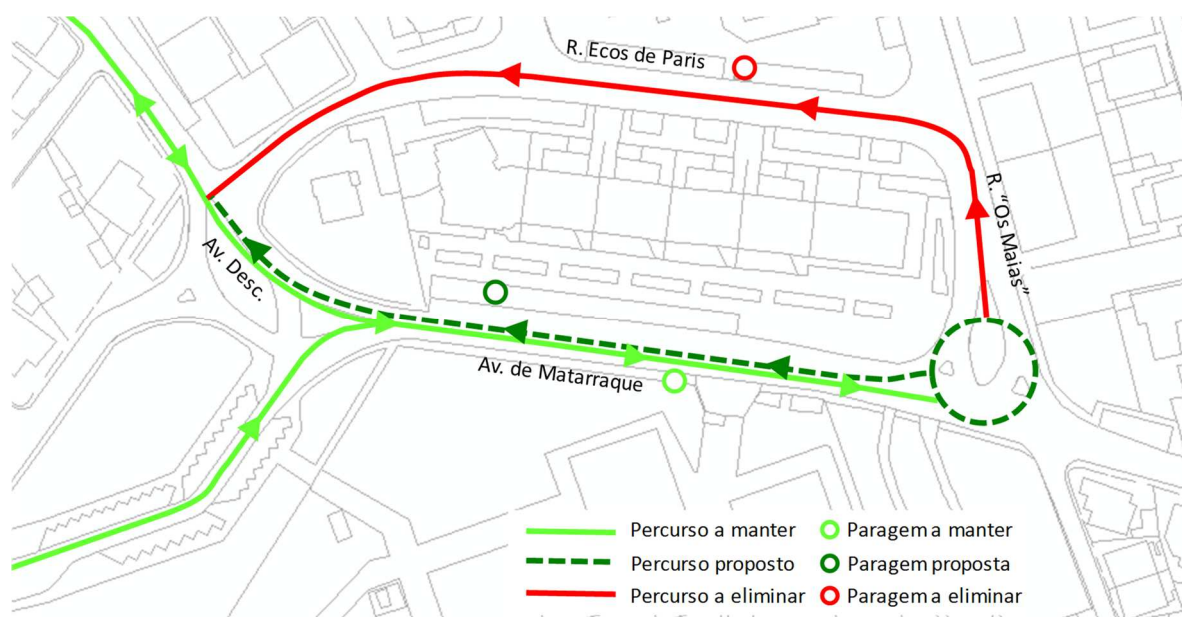 R. Ecos de Paris
R. “Os Maias”
Av. Desc.
Av. de Matarraque
Percurso a manter
Paragem a manter
Percurso proposto
Paragem proposta
Percurso a eliminar
Paragem a eliminar